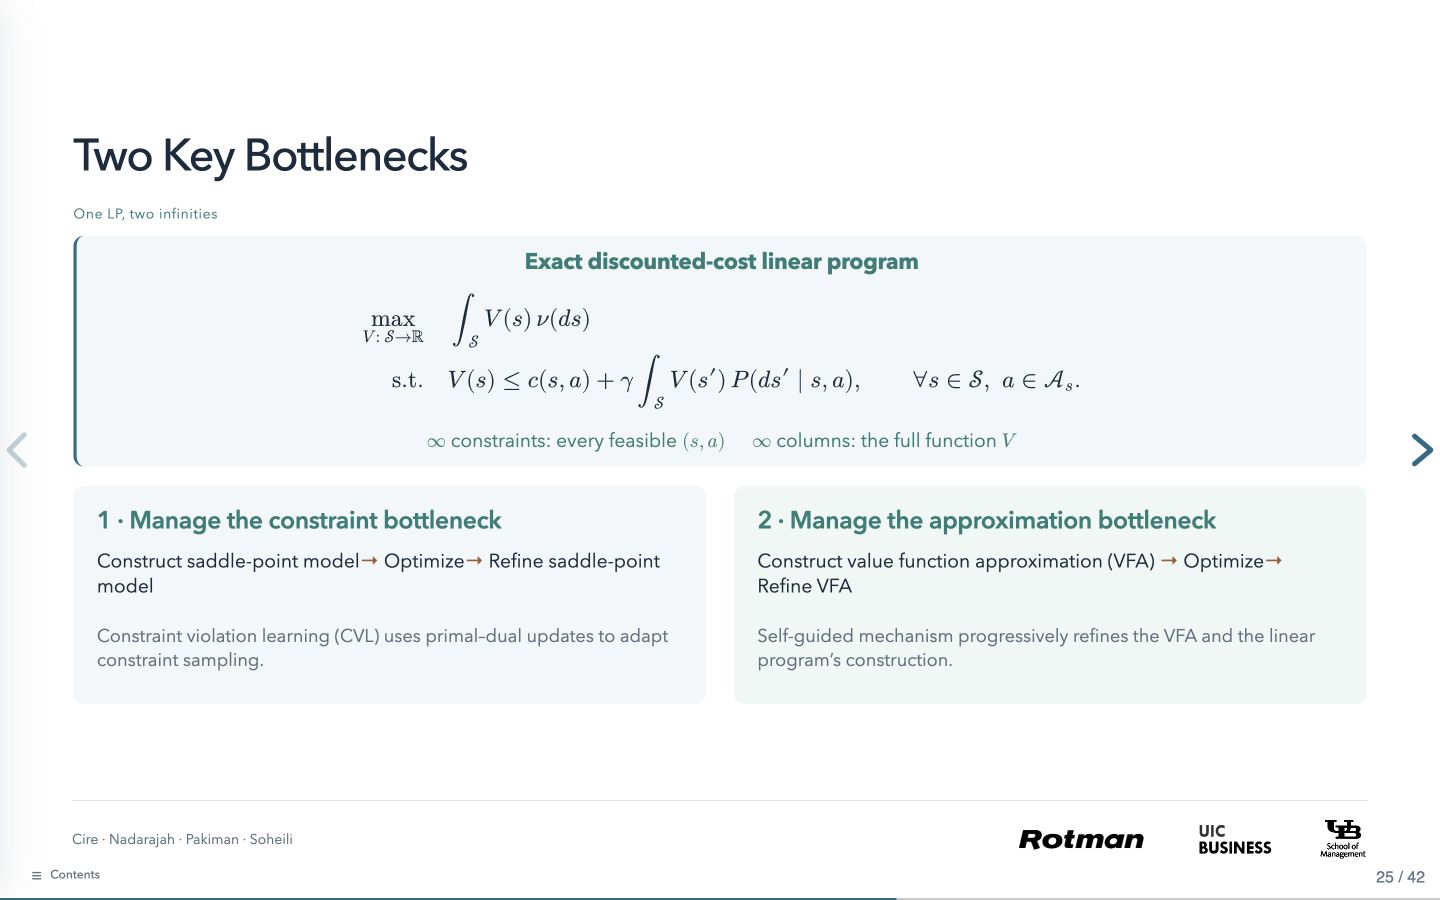 Two Key Bottlenecks
One LP, two infinities
Exact discounted-cost linear program
max ∫_𝒮 V(s) ν(ds)
V: 𝒮→ℝ
s.t. V(s) ≤ c(s, a) + γ ∫_𝒮 V(s′) P(ds′ | s, a), ∀s ∈ 𝒮, a ∈ 𝒜_s.
∞ constraints: every feasible (s, a) ∞ columns: the full function V
1 · Manage the constraint bottleneck
Construct saddle-point model→ Optimize→ Refine saddle-point
model
Constraint violation learning (CVL) uses primal–dual updates to adapt
constraint sampling.
2 · Manage the approximation bottleneck
Construct value function approximation (VFA) → Optimize→
Refine VFA
Self-guided mechanism progressively refines the VFA and the linear
program’s construction.
Cire · Nadarajah · Pakiman · Soheili
Rotman
UIC
BUSINESS
UB
School of
Management
≡ Contents
25 / 42